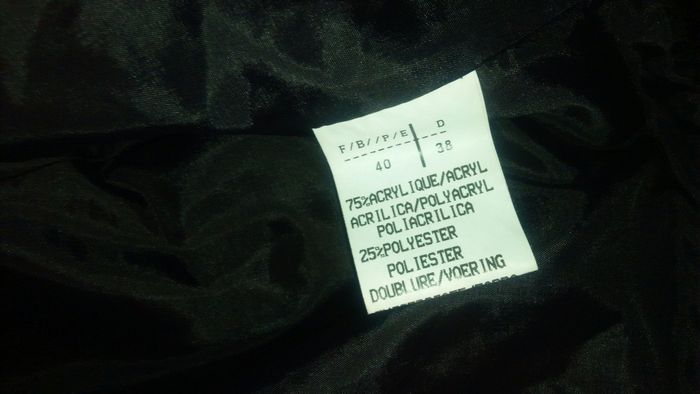 F/B//P/E D
40 38
75%ACRYLIQUE/ACRYL
ACRILICA/POLYACRYL
POLIACRILICA
25%POLYESTER
POLIESTER
DOUBLURE/VOERING